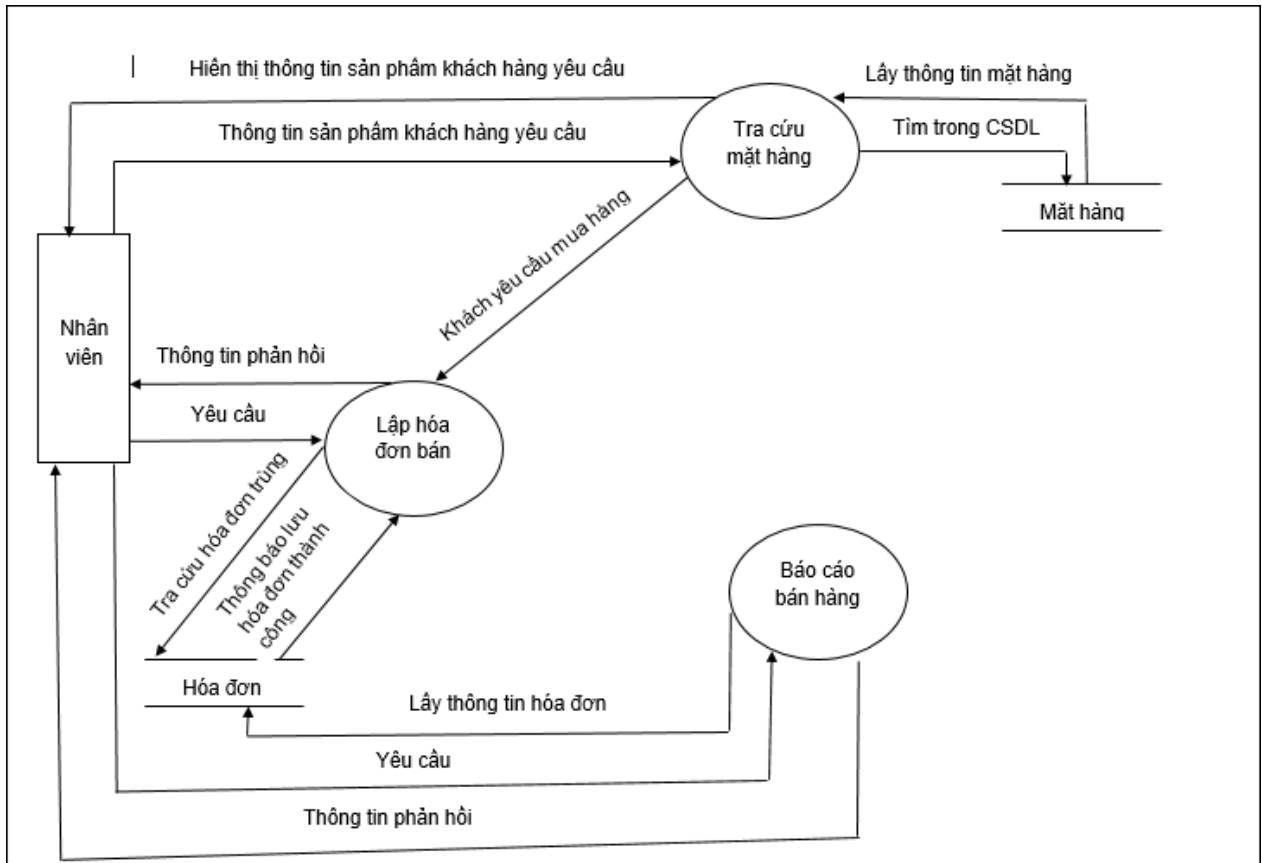 Hiển thị thông tin sản phẩm khách hàng yêu cầu
Lấy thông tin mặt hàng
Thông tin sản phẩm khách hàng yêu cầu
Tra cứu
mặt hàng
Tìm trong CSDL
Mặt hàng
Khách yêu cầu mua hàng
Nhân
viên
Thông tin phản hồi
Yêu cầu
Lập hóa
đơn bán
Tra cứu hóa đơn trùng
Thông báo lưu
hóa đơn thành
công
Báo cáo
bán hàng
Hóa đơn
Lấy thông tin hóa đơn
Yêu cầu
Thông tin phản hồi